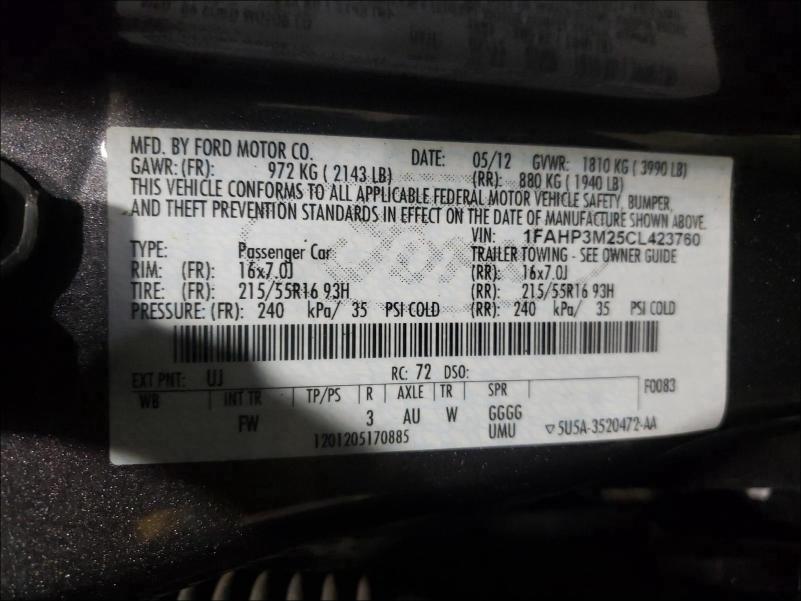 MFD. BY FORD MOTOR CO. DATE: 05/12 GVWR: 1810 KG ( 3990 LB)
GAWR: (FR): 972 KG ( 2143 LB) (RR): 880 KG ( 1940 LB)
THIS VEHICLE CONFORMS TO ALL APPLICABLE FEDERAL MOTOR VEHICLE SAFETY, BUMPER,
AND THEFT PREVENTION STANDARDS IN EFFECT ON THE DATE OF MANUFACTURE SHOWN ABOVE.
VIN: 1FAHP3M25CL423760
TYPE: Passenger Car TRAILER TOWING - SEE OWNER GUIDE
RIM: (FR): 16x7.0J (RR): 16x7.0J
TIRE: (FR): 215/55R16 93H (RR): 215/55R16 93H
PRESSURE: (FR): 240 kPa/ 35 PSI COLD (RR): 240 kPa/ 35 PSI COLD
EXT PNT: UJ RC: 72 DSO: F0083
WB INT TR TP/PS R AXLE TR SPR
FW 3 AU W GGGG
1201205170885 UMU ▽5U5A-3520472-AA